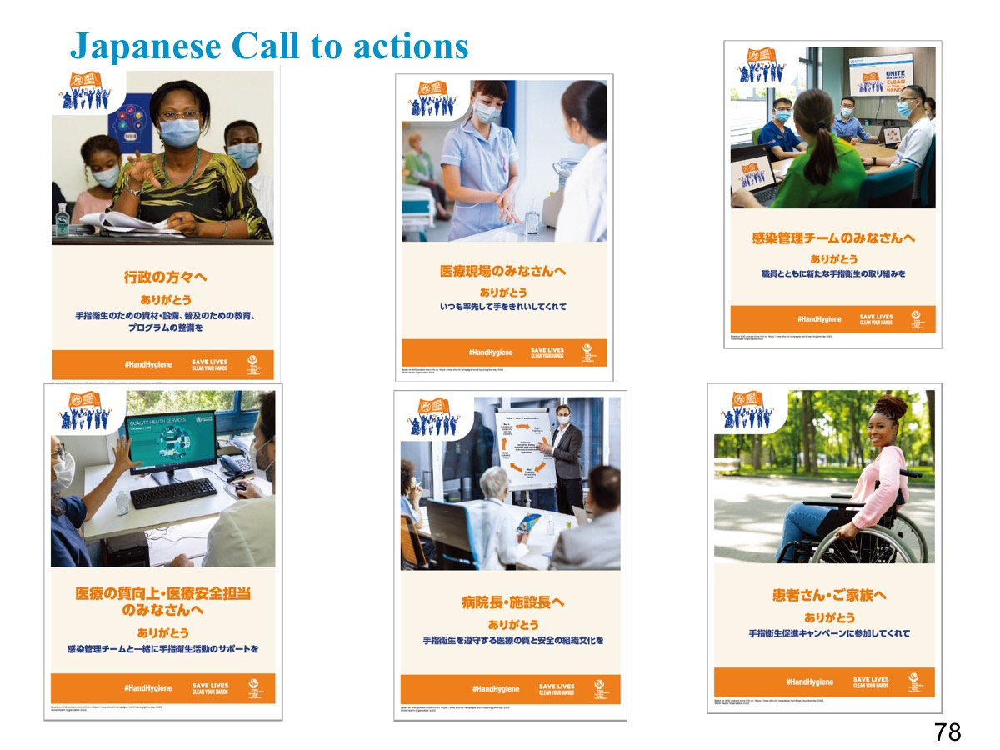 Japanese Call to actions
行政の方々へ
ありがとう
手指衛生のための資材・設備、普及のための教育、
プログラムの整備を
#HandHygiene
SAVE LIVES
CLEAN YOUR HANDS
医療現場のみなさんへ
ありがとう
いつも率先して手をきれいしてくれて
#HandHygiene
SAVE LIVES
CLEAN YOUR HANDS
UNITE
FOR SAFETY
CLEAN
YOUR
HANDS
感染管理チームのみなさんへ
ありがとう
職員とともに新たな手指衛生の取り組みを
#HandHygiene
SAVE LIVES
CLEAN YOUR HANDS
QUALITY HEALTH SERVICES
医療の質向上・医療安全担当
のみなさんへ
ありがとう
感染管理チームと一緒に手指衛生活動のサポートを
#HandHygiene
SAVE LIVES
CLEAN YOUR HANDS
病院長・施設長へ
ありがとう
手指衛生を遵守する医療の質と安全の組織文化を
#HandHygiene
SAVE LIVES
CLEAN YOUR HANDS
患者さん・ご家族へ
ありがとう
手指衛生促進キャンペーンに参加してくれて
#HandHygiene
SAVE LIVES
CLEAN YOUR HANDS
78